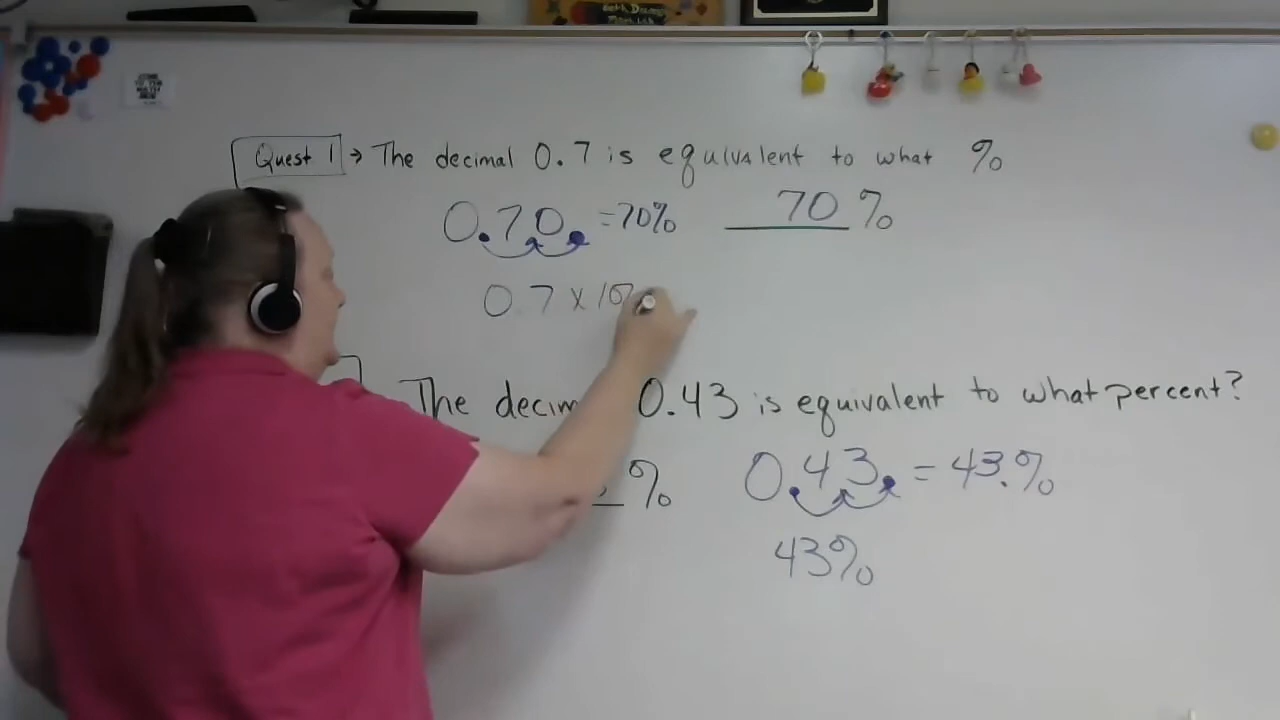 Quest 1 → The decimal 0.7 is equivalent to what %
0.70. =70% 70 %
0.7 x 10
The decim 0.43 is equivalent to what percent?
% 0.43. = 43.%
43%